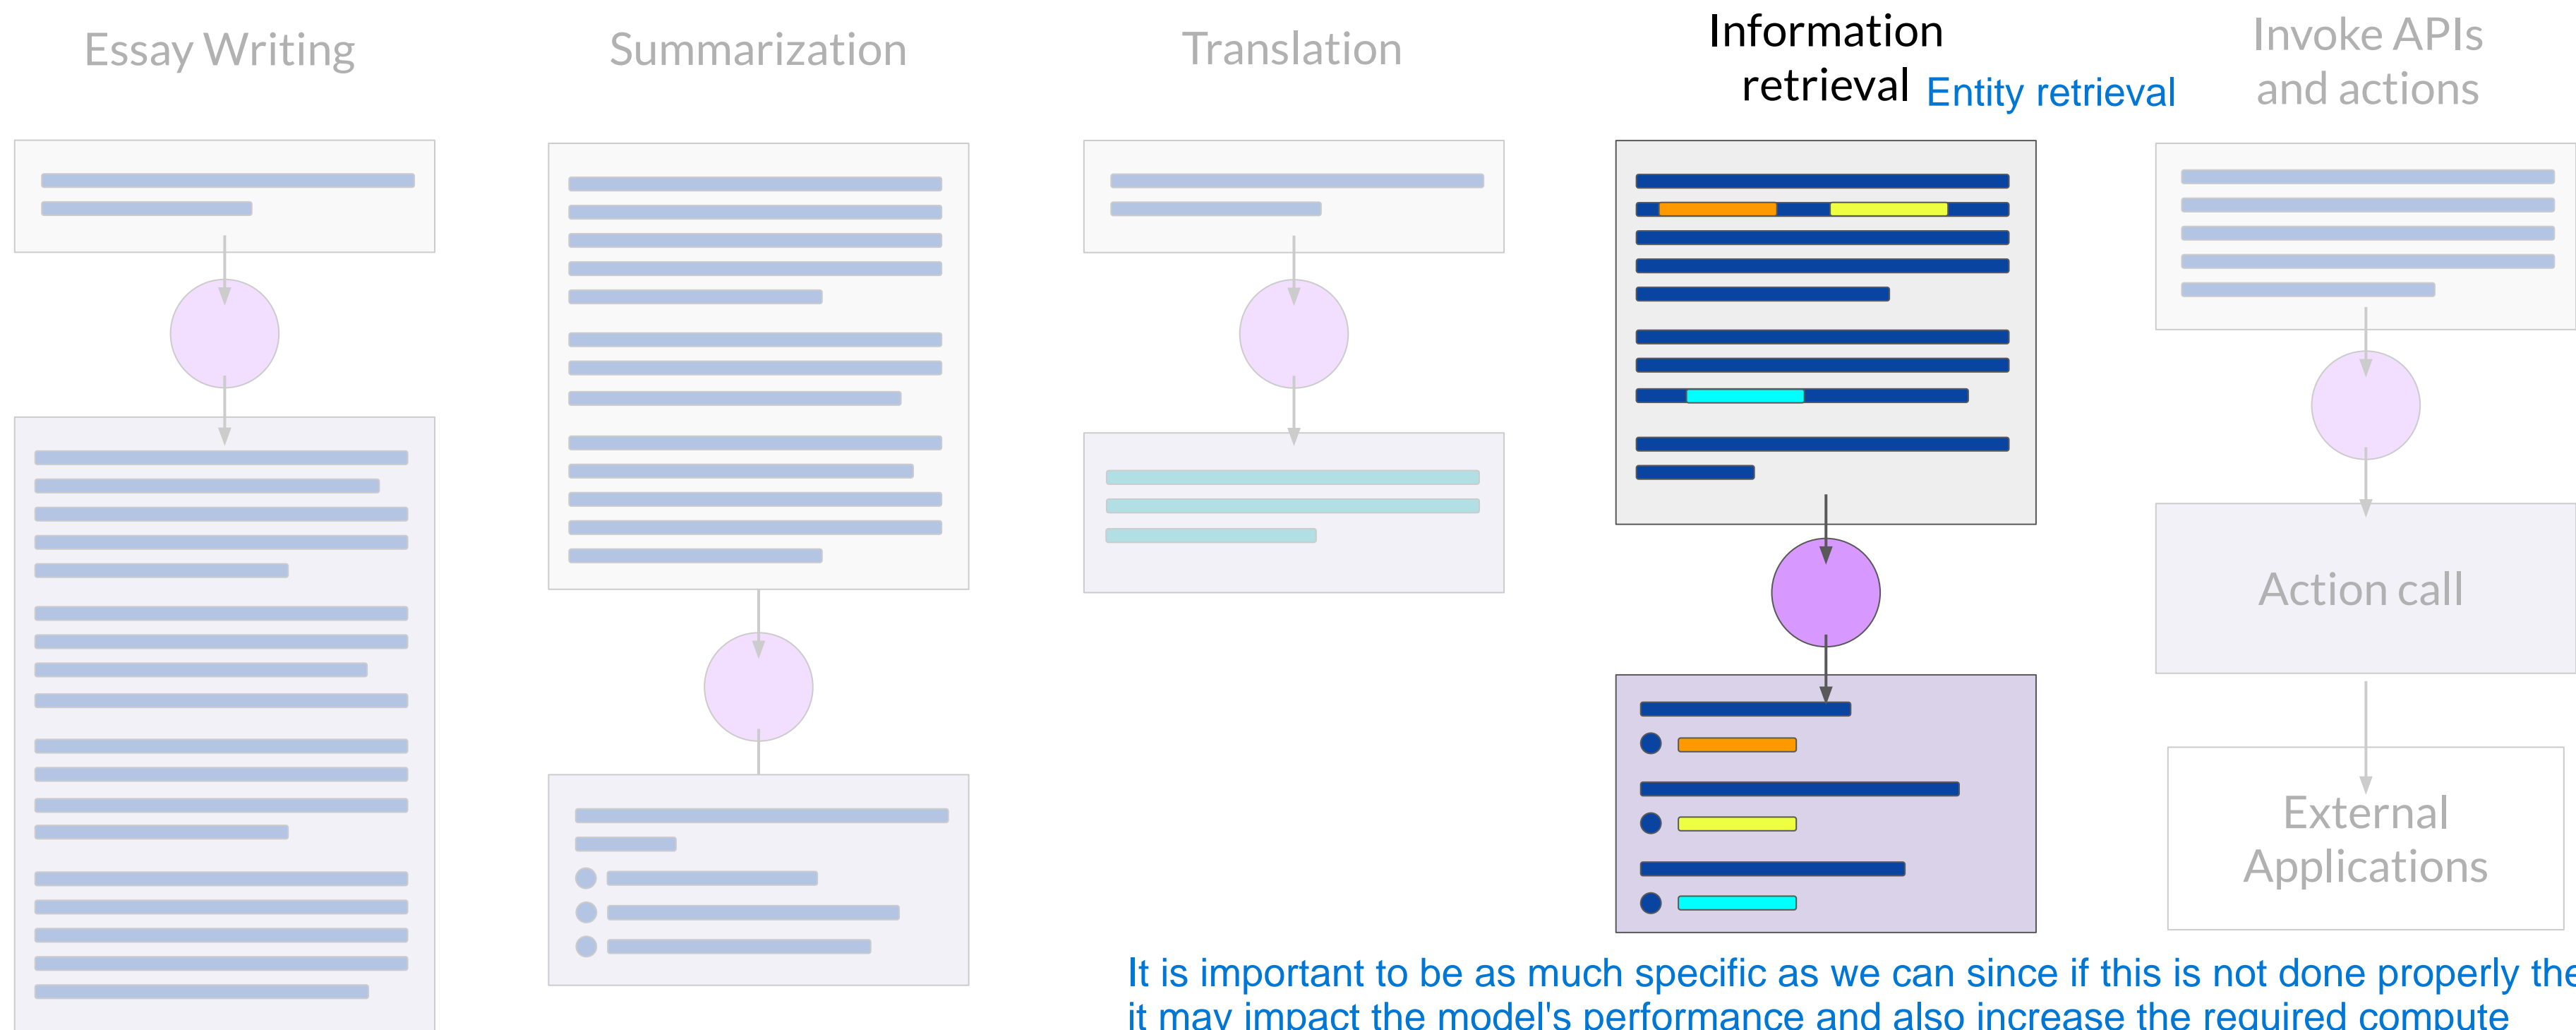 Essay Writing
Summarization
Translation
Information
retrieval Entity retrieval
Invoke APIs
and actions
Action call
External
Applications
It is important to be as much specific as we can since if this is not done properly the
it may impact the model's performance and also increase the required compute